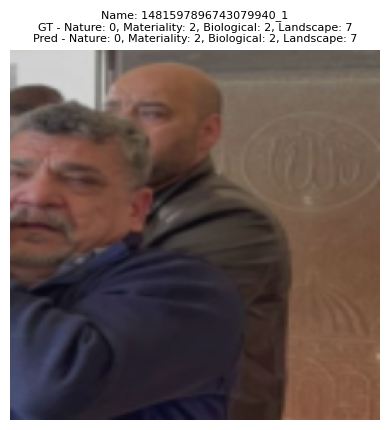 Name: 1481597896743079940_1
GT - Nature: 0, Materiality: 2, Biological: 2, Landscape: 7
Pred - Nature: 0, Materiality: 2, Biological: 2, Landscape: 7